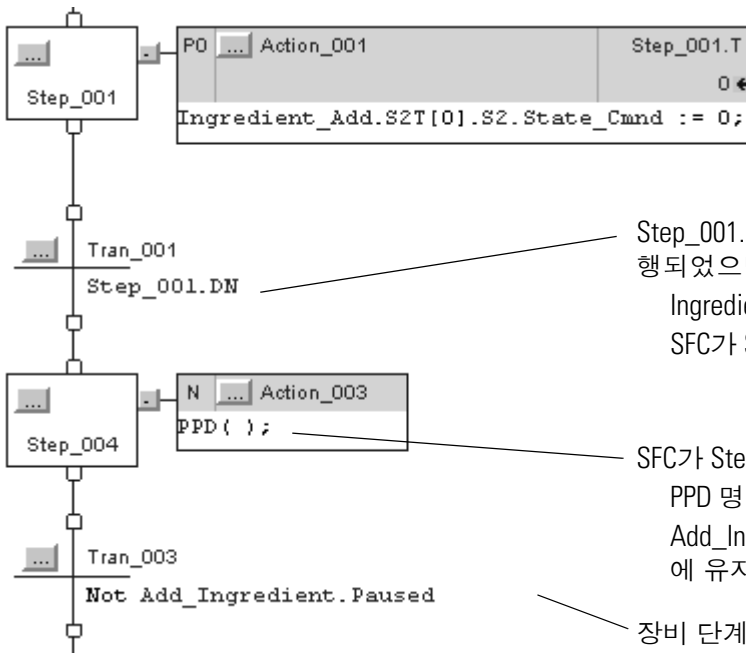 P0 ... Action_001 Step_001.T
0
...
Step_001
Ingredient_Add.S2T[0].S2.State_Cmnd := 0;
... Tran_001
Step_001.DN
Step_001.
행되었으
Ingredie
SFC가
N ... Action_003
...
PPD( );
Step_004
SFC가 Ste
PPD 명
Add_In
에 유지
... Tran_003
Not Add_Ingredient.Paused
장비 단계